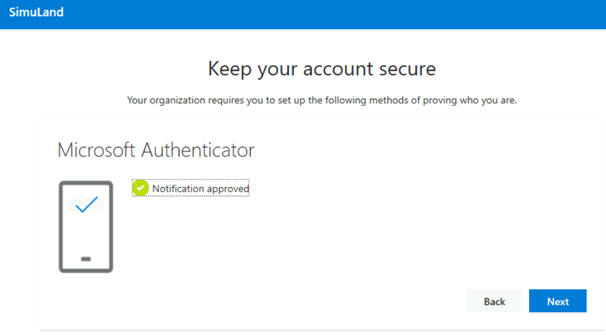 SimuLand
Keep your account secure
Your organization requires you to set up the following methods of proving who you are.
Microsoft Authenticator
Notification approved
Back
Next